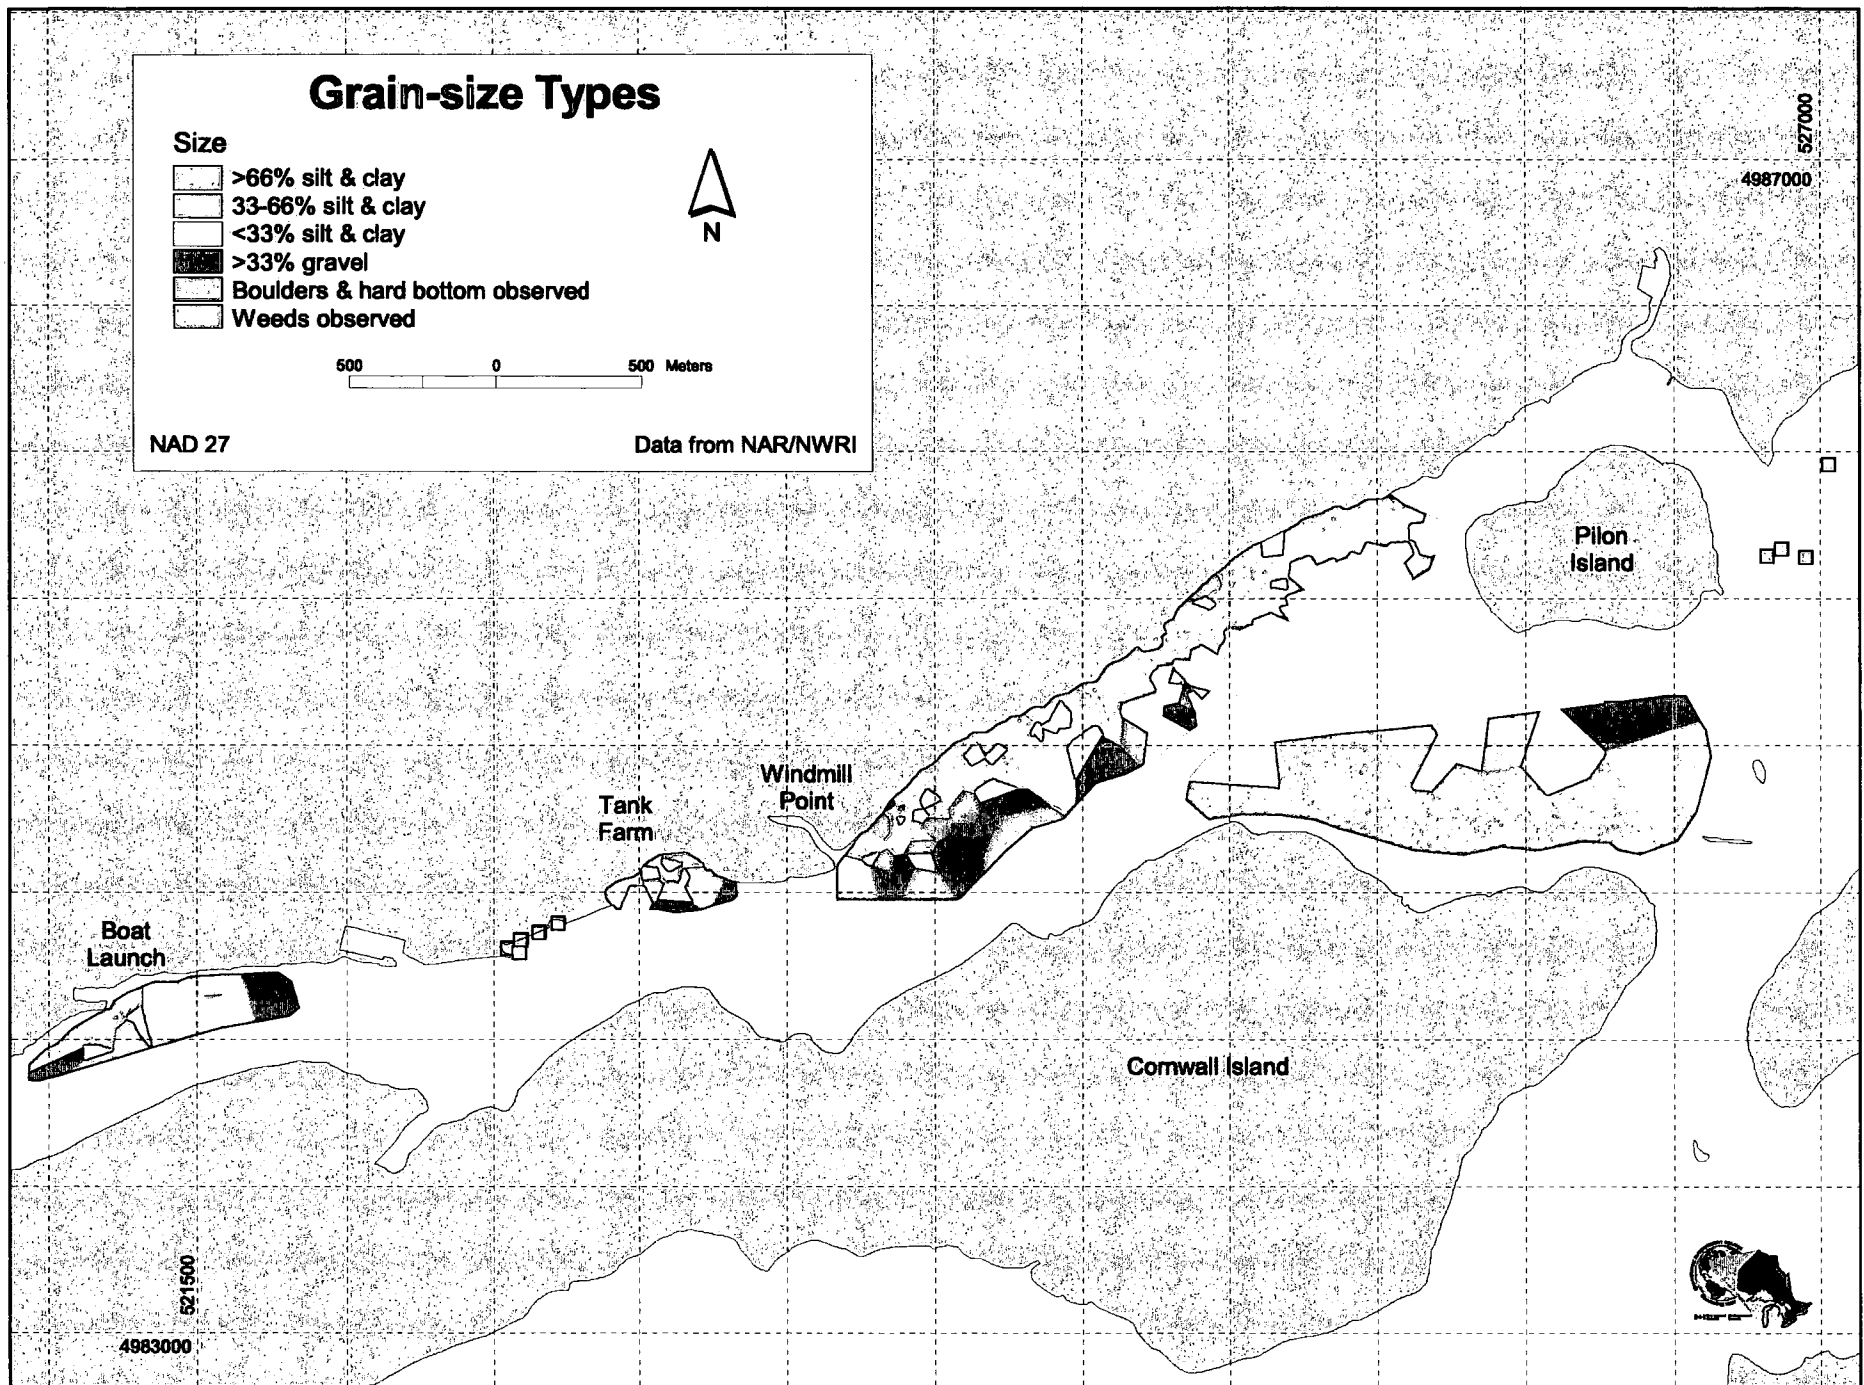 Grain-size Types
Size
>66% silt & clay
33-66% silt & clay
<33% silt & clay
>33% gravel
Boulders & hard bottom observed
Weeds observed
N
500 0 500 Meters
NAD 27 Data from NAR/NWRI
527000
4987000
Pilon
Island
Windmill
Point
Tank
Farm
Boat
Launch
Cornwall Island
521500
4983000